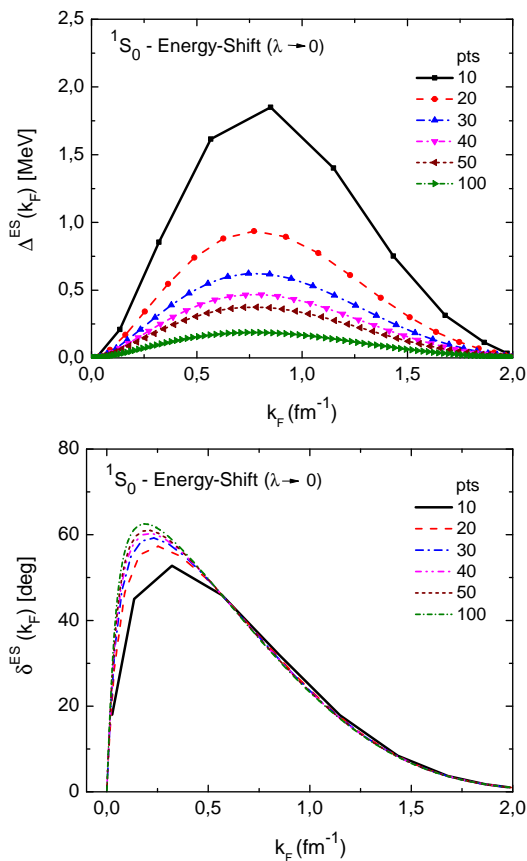 ¹S₀ - Energy-Shift (λ → 0)
pts
10
20
30
40
50
100
Δ^ES(k_F) [MeV]
2,5
2,0
1,5
1,0
0,5
0,0
0,0 0,5 1,0 1,5 2,0
k_F (fm⁻¹)
¹S₀ - Energy-Shift (λ → 0)
pts
10
20
30
40
50
100
δ^ES(k_F) [deg]
80
60
40
20
0
0,0 0,5 1,0 1,5 2,0
k_F (fm⁻¹)